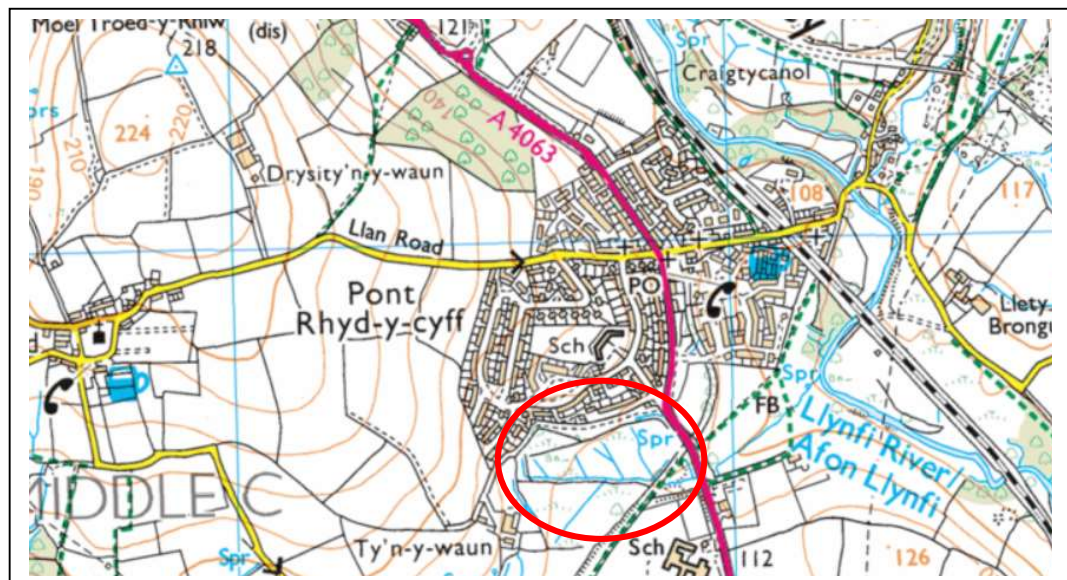 Moel Troed-y-Rhiw
(dis)
218
121
Spr
Craigtycanol
140
A 4063
224
220
210
190
Drysity'n-y-waun
108
117
Llan Road
Pont
Rhyd-y-cyff
PO
Sch
Llety
Brongu
Spr
FB
Llynfi River/
Afon Llynfi
Spr
MIDDLE C
Ty'n-y-waun
Spr
Sch
112
126